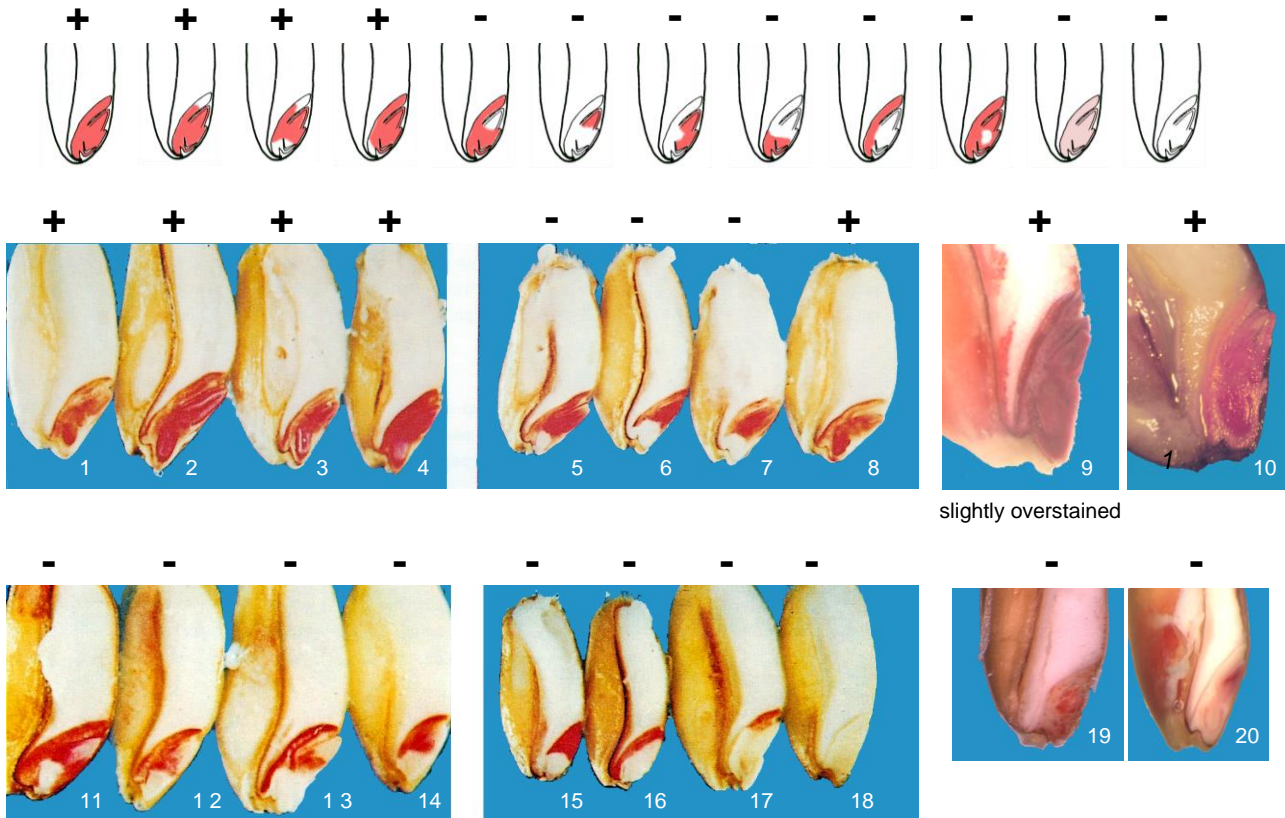 + + + + - - - - - - - -
+ + + + - - - + + +
1 2 3 4 5 6 7 8 9 1 10
slightly overstained
- - - - - - - - - -
11 1 2 1 3 14 15 16 17 18 19 20